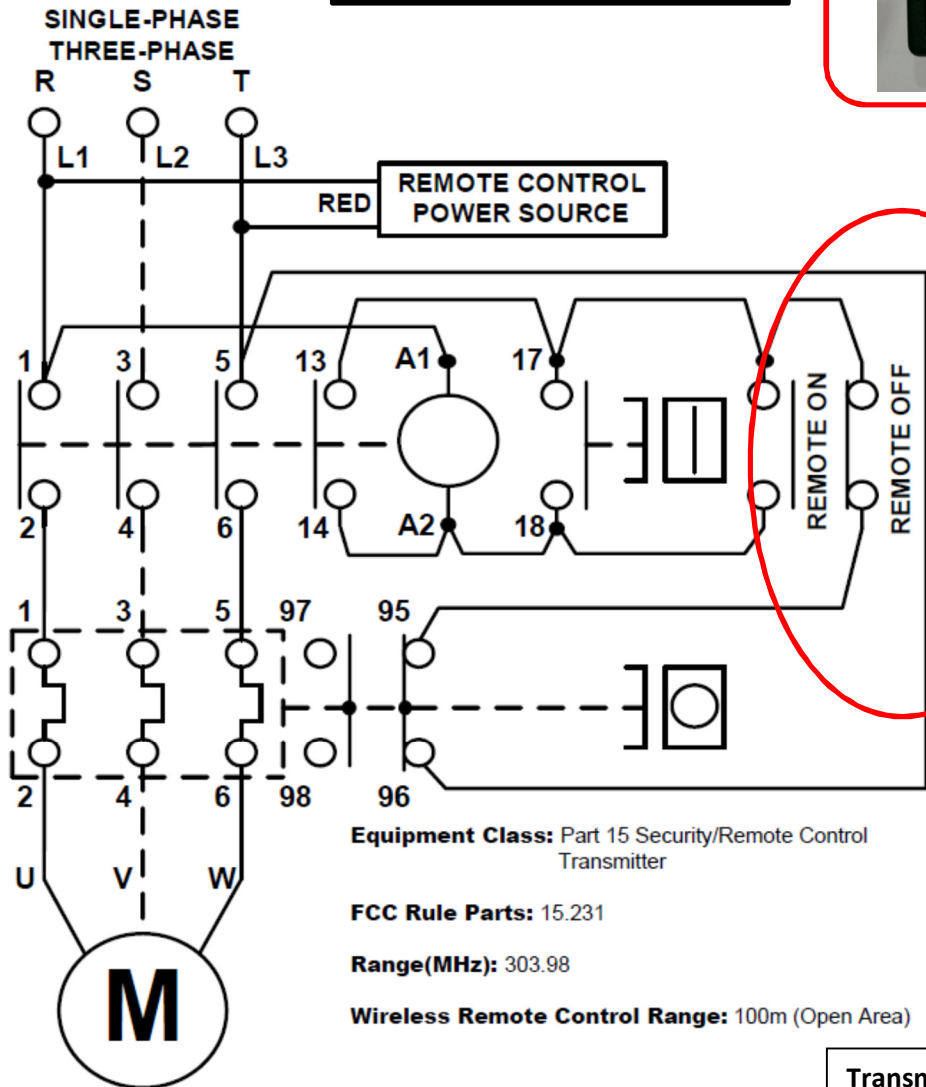 SINGLE-PHASE
THREE-PHASE
R S T
L1 L2 L3
RED
REMOTE CONTROL
POWER SOURCE
1 3 5 13 A1 17
REMOTE ON
REMOTE OFF
2 4 6 14 A2 18
1 3 5 97 95
2 4 6 98 96
Equipment Class: Part 15 Security/Remote Control
Transmitter
U V W
FCC Rule Parts: 15.231
Range(MHz): 303.98
M
Wireless Remote Control Range: 100m (Open Area)